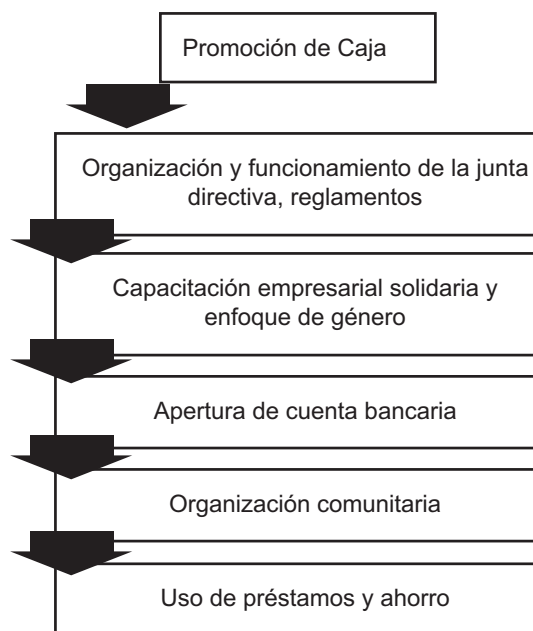 Promoción de Caja
Organización y funcionamiento de la junta
directiva, reglamentos
Capacitación empresarial solidaria y
enfoque de género
Apertura de cuenta bancaria
Organización comunitaria
Uso de préstamos y ahorro